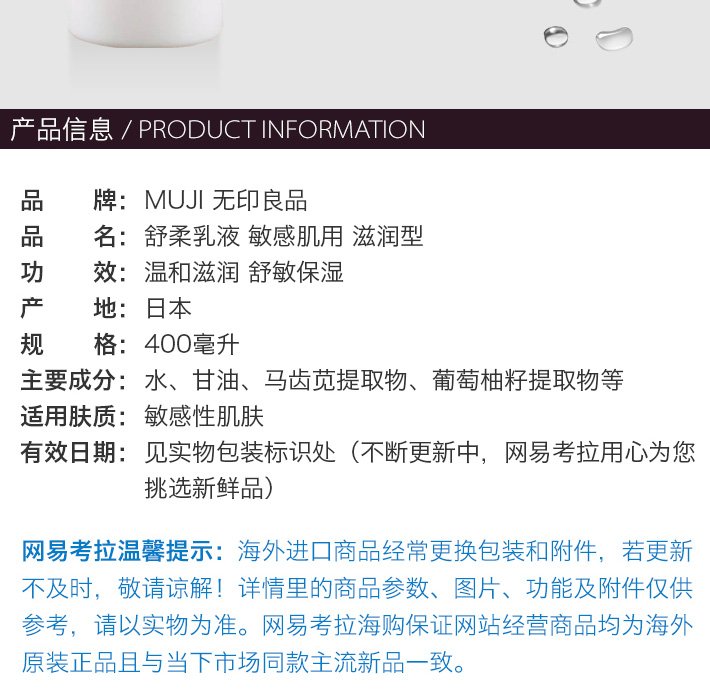 产品信息 / PRODUCT INFORMATION
品 牌： MUJI 无印良品
品 名： 舒柔乳液 敏感肌用 滋润型
功 效： 温和滋润 舒敏保湿
产 地： 日本
规 格： 400毫升
主要成分： 水、甘油、马齿苋提取物、葡萄柚籽提取物等
适用肤质： 敏感性肌肤
有效日期： 见实物包装标识处（不断更新中，网易考拉用心为您
挑选新鲜品）
网易考拉温馨提示：海外进口商品经常更换包装和附件，若更新
不及时，敬请谅解！详情里的商品参数、图片、功能及附件仅供
参考，请以实物为准。网易考拉海购保证网站经营商品均为海外
原装正品且与当下市场同款主流新品一致。